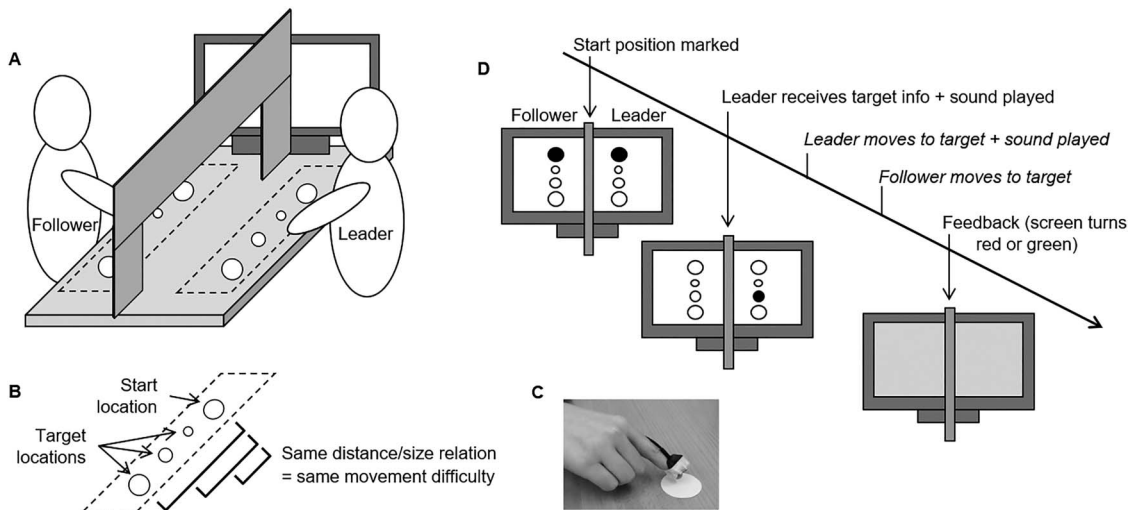 A
Follower
Leader
B
Start
location
Target
locations
Same distance/size relation
= same movement difficulty
C
D
Start position marked
Follower Leader
Leader receives target info + sound played
Leader moves to target + sound played
Follower moves to target
Feedback (screen turns
red or green)